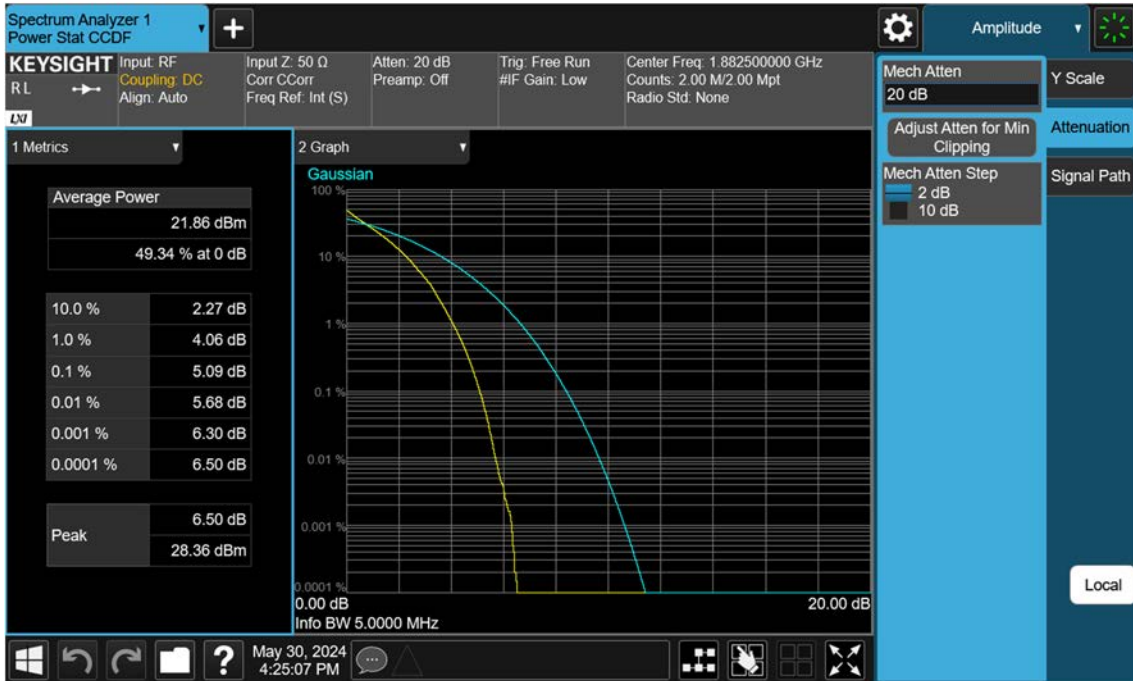 Spectrum Analyzer 1
Power Stat CCDF
Amplitude
KEYSIGHT
R L
LXI
Input: RF
Coupling: DC
Align: Auto
Input Z: 50 Ω
Corr CCorr
Freq Ref: Int (S)
Atten: 20 dB
Preamp: Off
Trig: Free Run
#IF Gain: Low
Center Freq: 1.882500000 GHz
Counts: 2.00 M/2.00 Mpt
Radio Std: None
1 Metrics
Average Power
21.86 dBm
49.34 % at 0 dB
10.0 % 2.27 dB
1.0 % 4.06 dB
0.1 % 5.09 dB
0.01 % 5.68 dB
0.001 % 6.30 dB
0.0001 % 6.50 dB
Peak
6.50 dB
28.36 dBm
2 Graph
Gaussian
100 %
10 %
1 %
0.1 %
0.01 %
0.001 %
0.0001 %
0.00 dB 20.00 dB
Info BW 5.0000 MHz
Mech Atten
20 dB
Adjust Atten for Min
Clipping
Mech Atten Step
2 dB
10 dB
Y Scale
Attenuation
Signal Path
Local
?
May 30, 2024
4:25:07 PM